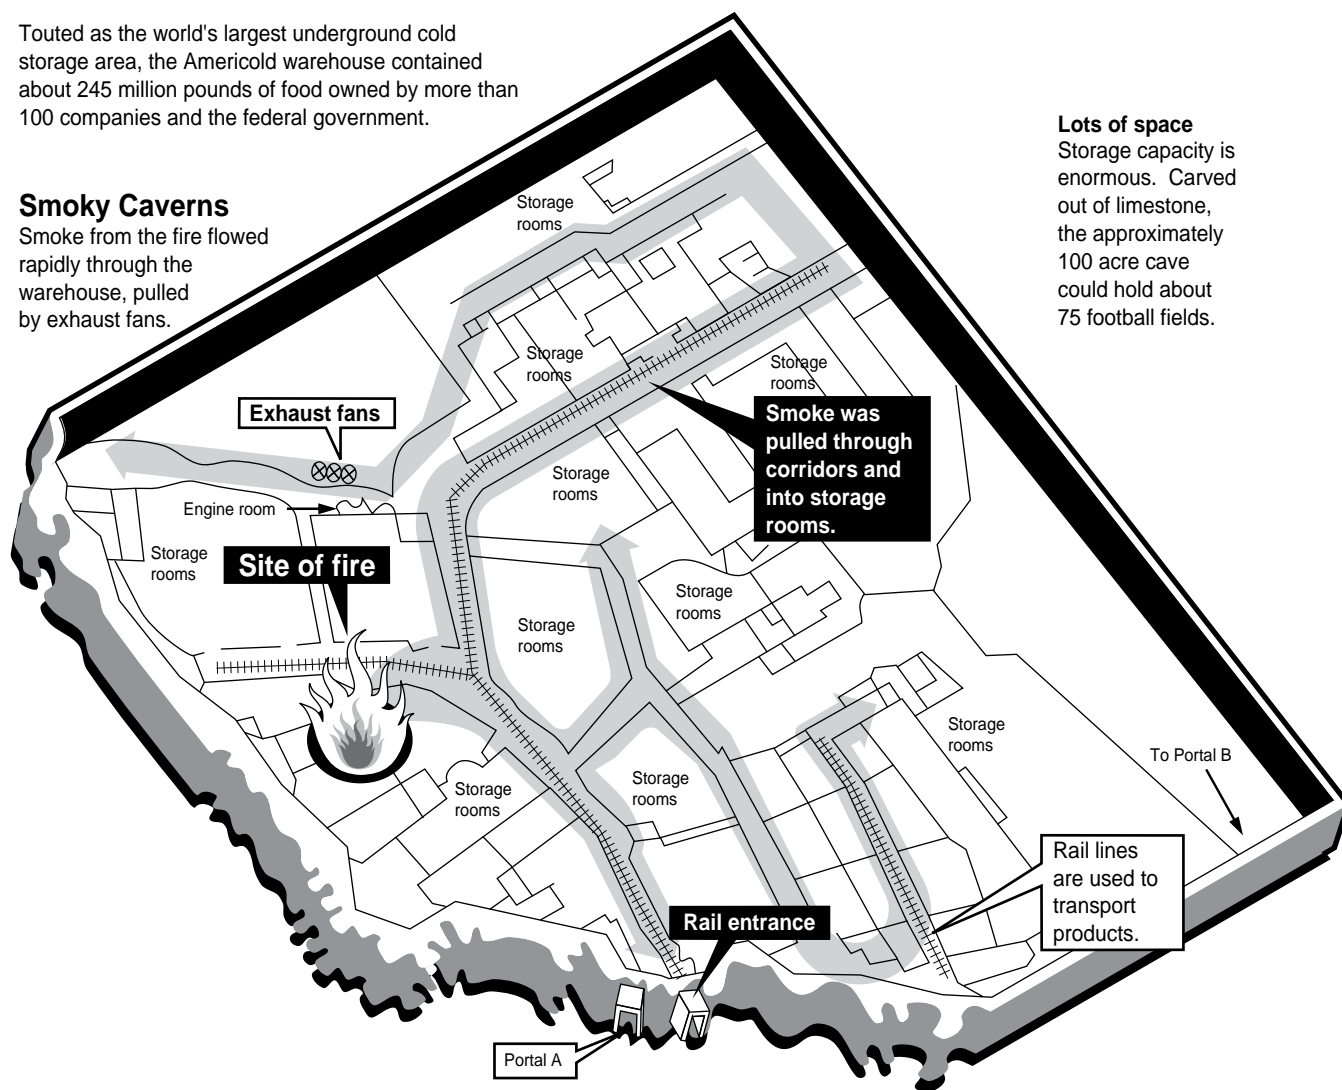 Touted as the world's largest underground cold
storage area, the Americold warehouse contained
about 245 million pounds of food owned by more than
100 companies and the federal government.
Smoky Caverns
Smoke from the fire flowed
rapidly through the
warehouse, pulled
by exhaust fans.
Lots of space
Storage capacity is
enormous. Carved
out of limestone,
the approximately
100 acre cave
could hold about
75 football fields.
Storage
rooms
Storage
rooms
Storage
rooms
Exhaust fans
Smoke was
pulled through
corridors and
into storage
rooms.
Storage
rooms
Engine room
Storage
rooms
Site of fire
Storage
rooms
Storage
rooms
Storage
rooms
To Portal B
Storage
rooms
Storage
rooms
Rail lines
are used to
transport
products.
Rail entrance
Portal A